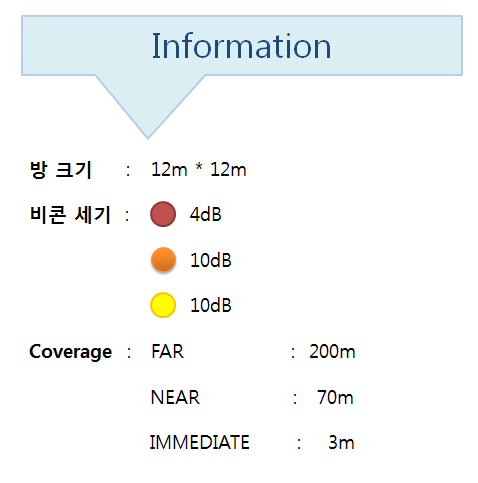 Information
방 크기 : 12m * 12m
비콘 세기 : 4dB
10dB
10dB
Coverage : FAR : 200m
NEAR : 70m
IMMEDIATE : 3m